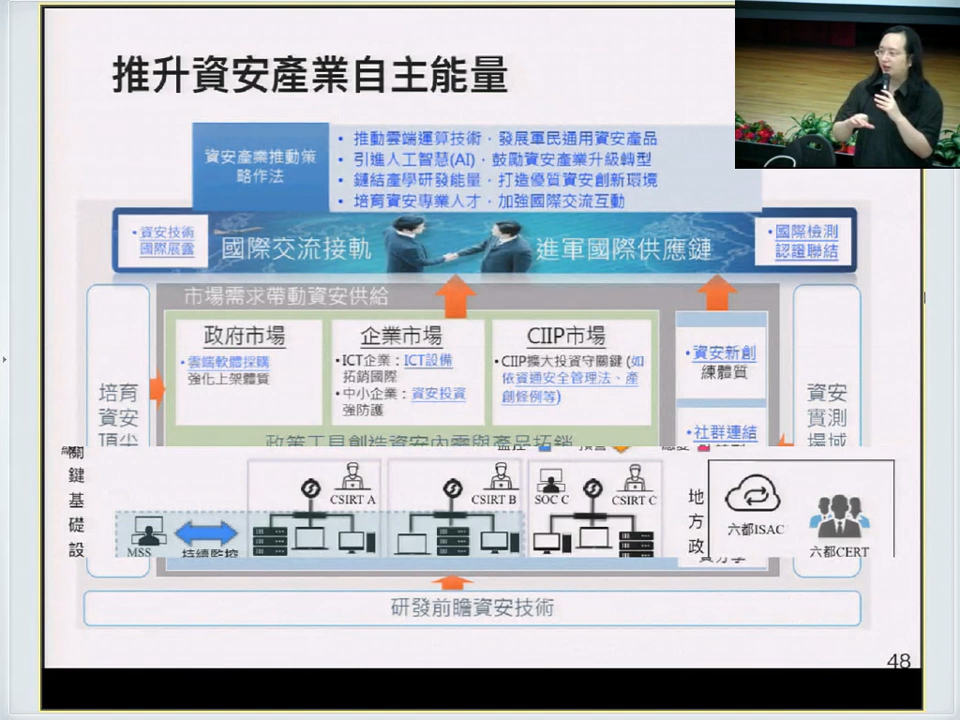 推升資安產業自主能量
資安產業推動策
略作法
• 推動雲端運算技術，發展軍民通用資安產品
• 引進人工智慧(AI)，鼓勵資安產業升級轉型
• 鏈結產學研發能量，打造優質資安創新環境
• 培育資安專業人才，加強國際交流互動
•資安技術
國際展露
國際交流接軌
進軍國際供應鏈
•國際檢測
認證聯結
市場需求帶動資安供給
政府市場
•雲端軟體採購
強化上架體質
企業市場
•ICT企業：ICT設備
拓銷國際
•中小企業：資安投資
強防護
CIIP市場
•CIIP擴大投資守關鍵 (如
依資通安全管理法、產
創條例等)
•資安新創
練體質
•社群連結
培育
資安
頂尖
資安
實測
場域
政策工具創造資安內需與產品拓銷
關
鍵
基
礎
設
MSS
持續監控
CSIRT A
CSIRT B
SOC C
CSIRT C
地
方
政
六都ISAC
六都CERT
研發前瞻資安技術
48